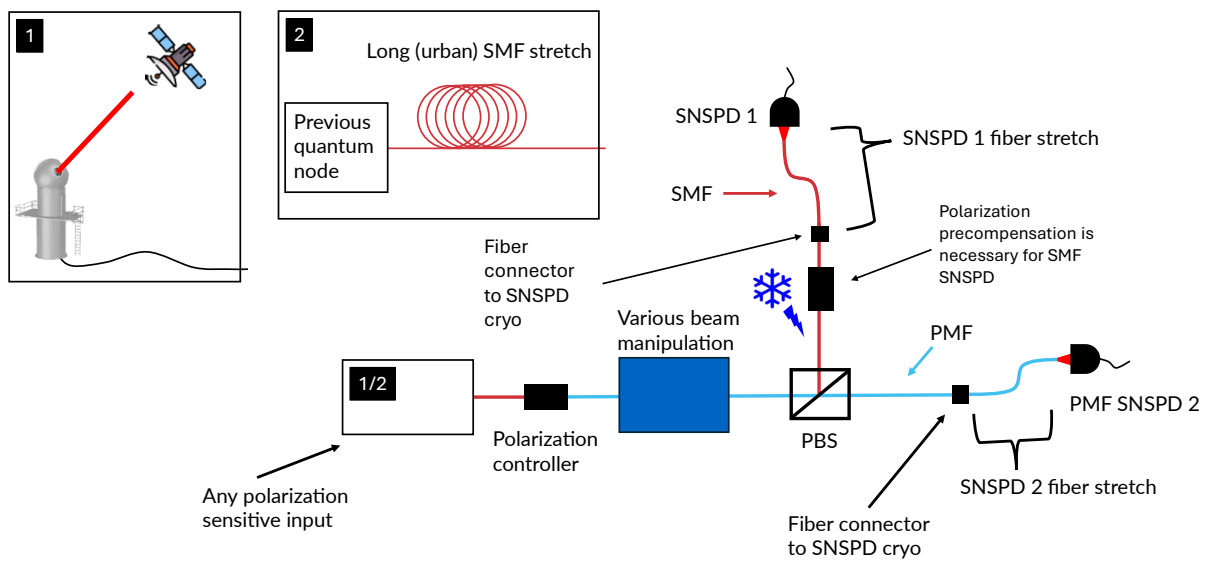 1
2
Long (urban) SMF stretch
Previous
quantum
node
SNSPD 1
SNSPD 1 fiber stretch
SMF
Polarization
precompensation is
necessary for SMF
SNSPD
Fiber
connector
to SNSPD
cryo
Various beam
manipulation
PMF
1/2
PMF SNSPD 2
Polarization
controller
PBS
SNSPD 2 fiber stretch
Any polarization
sensitive input
Fiber connector
to SNSPD cryo